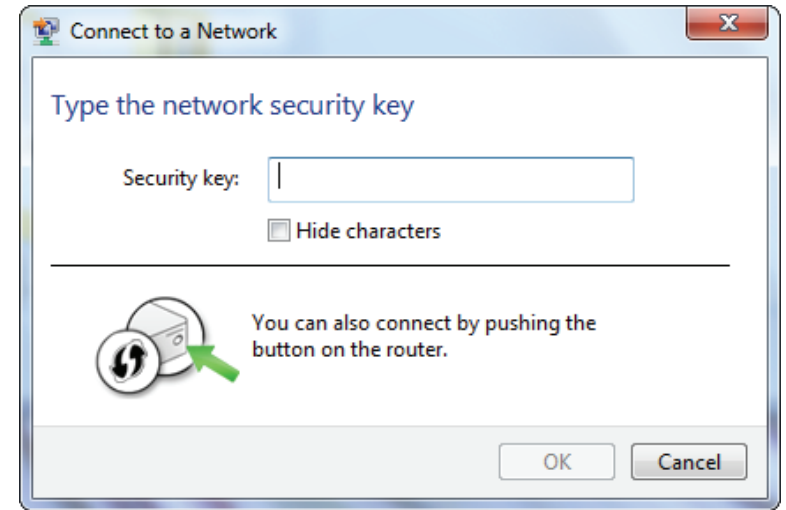 Connect to a Network
X
Type the network security key
Security key:
Hide characters
You can also connect by pushing the
button on the router.
OK
Cancel